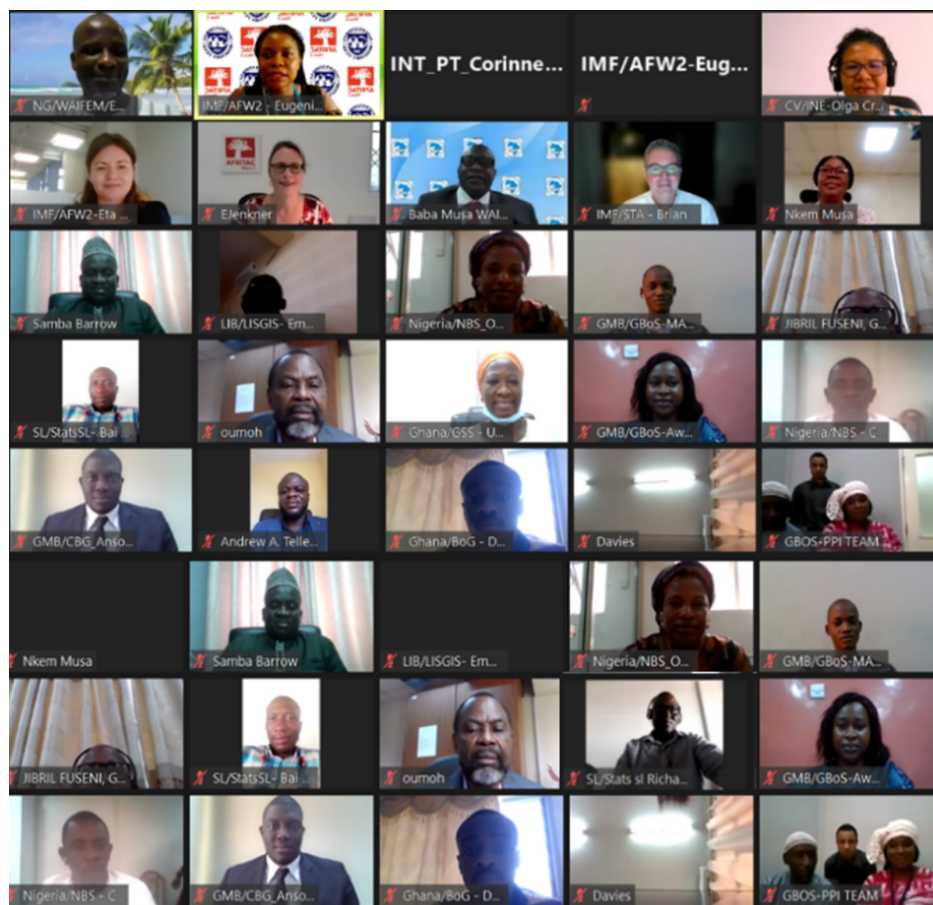 NG/WAIFEM/E...
IMF/AFW2 - Eugeni...
INT_PT_Corinne...
IMF/AFW2-Eug...
CV/INE-Olga Cr...
IMF/AFW2-Eta ...
AFRITAC
EJenkner
Baba Musa WAI...
IMF/STA - Brian
Nkem Musa
Samba Barrow
LIB/LISGIS- Em...
Nigeria/NBS_O...
GMB/GBoS-MA...
JIBRIL FUSENI, G...
SL/StatsSL- Bai ...
oumoh
Ghana/GSS - U...
GMB/GBoS-Aw...
Nigeria/NBS - C
GMB/CBG_Anso...
Andrew A. Telle...
Ghana/BoG - D...
Davies
GBOS-PPI TEAM
Nkem Musa
Samba Barrow
LIB/LISGIS- Em...
Nigeria/NBS_O...
GMB/GBoS-MA...
JIBRIL FUSENI, G...
SL/StatsSL- Bai ...
oumoh
SL/Stats sl Richa...
GMB/GBoS-Aw...
Nigeria/NBS - C
GMB/CBG_Anso...
Ghana/BoG - D...
Davies
GBOS-PPI TEAM